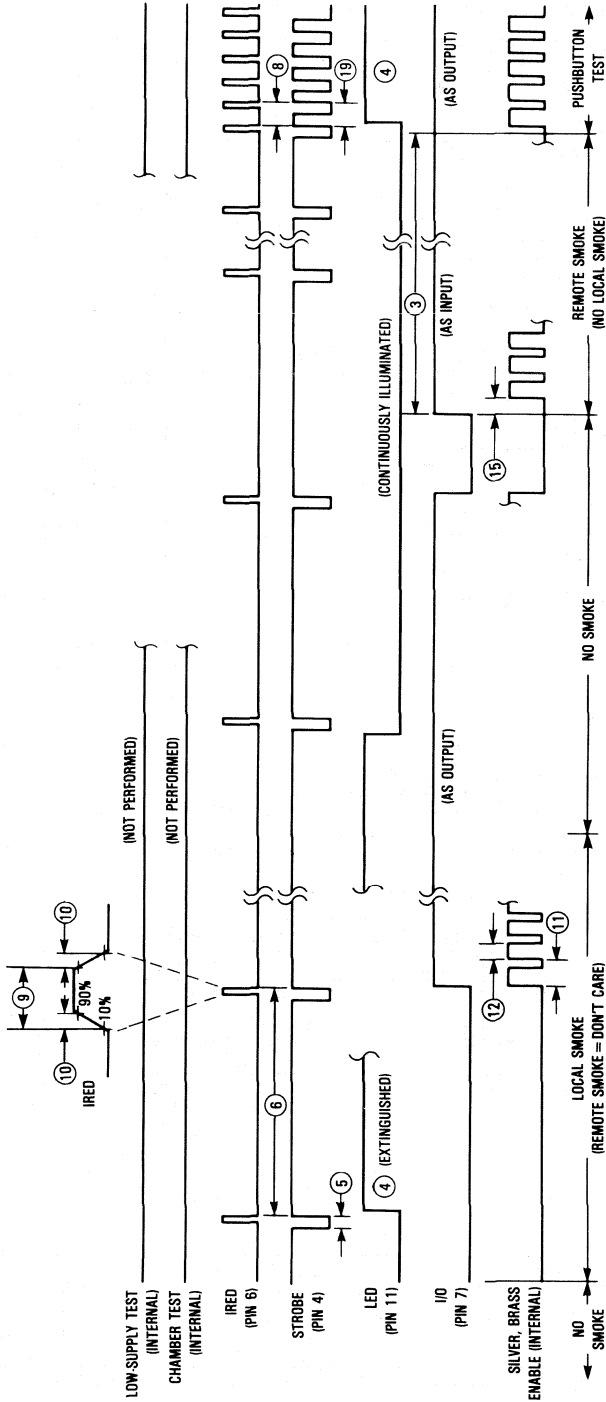 IRED
10
9
10
90%
10%
LOW-SUPPLY TEST
(INTERNAL)
(NOT PERFORMED)
CHAMBER TEST
(INTERNAL)
(NOT PERFORMED)
IRED
(PIN 6)
6
8
STROBE
(PIN 4)
5
19
LED
(PIN 11)
4
(EXTINGUISHED)
(CONTINUOUSLY ILLUMINATED)
4
I/O
(PIN 7)
(AS OUTPUT)
3
(AS INPUT)
(AS OUTPUT)
SILVER, BRASS
ENABLE (INTERNAL)
12
11
15
NO
SMOKE
LOCAL SMOKE
(REMOTE SMOKE = DON'T CARE)
NO SMOKE
REMOTE SMOKE
(NO LOCAL SMOKE)
PUSHBUTTON
TEST